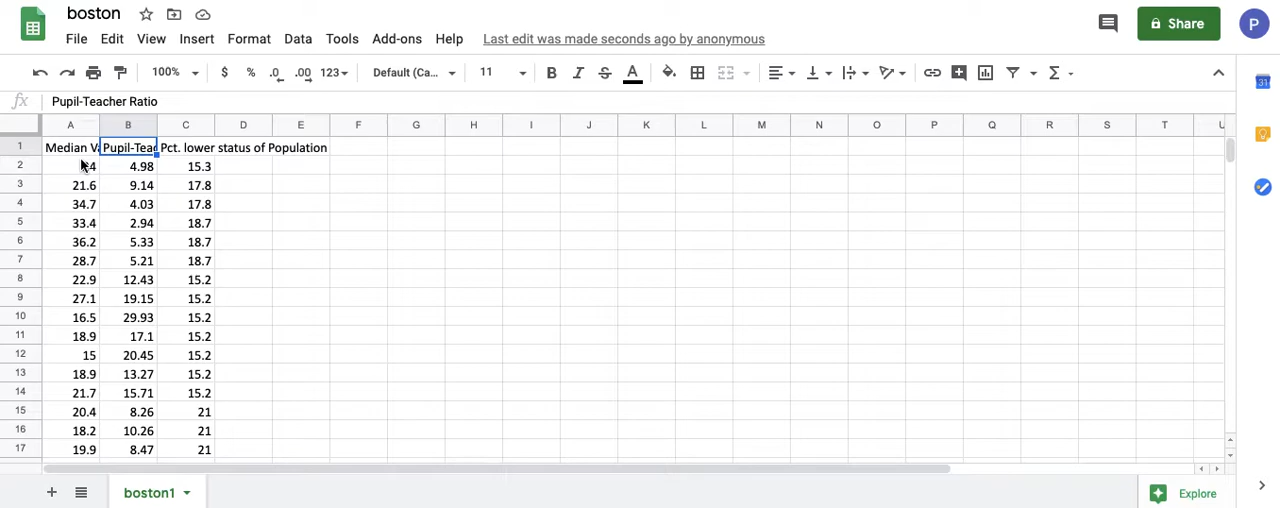 boston
File Edit View Insert Format Data Tools Add-ons Help Last edit was made seconds ago by anonymous
Share
P
100% $ % .0 .00 123 Default (Ca... 11 B I S A Σ
31
fx Pupil-Teacher Ratio
A B C D E F G H I J K L M N O P Q R S T U
1 Median Va Pupil-Teac Pct. lower status of Population
2 4 4.98 15.3
3 21.6 9.14 17.8
4 34.7 4.03 17.8
5 33.4 2.94 18.7
6 36.2 5.33 18.7
7 28.7 5.21 18.7
8 22.9 12.43 15.2
9 27.1 19.15 15.2
10 16.5 29.93 15.2
11 18.9 17.1 15.2
12 15 20.45 15.2
13 18.9 13.27 15.2
14 21.7 15.71 15.2
15 20.4 8.26 21
16 18.2 10.26 21
17 19.9 8.47 21
boston1
Explore